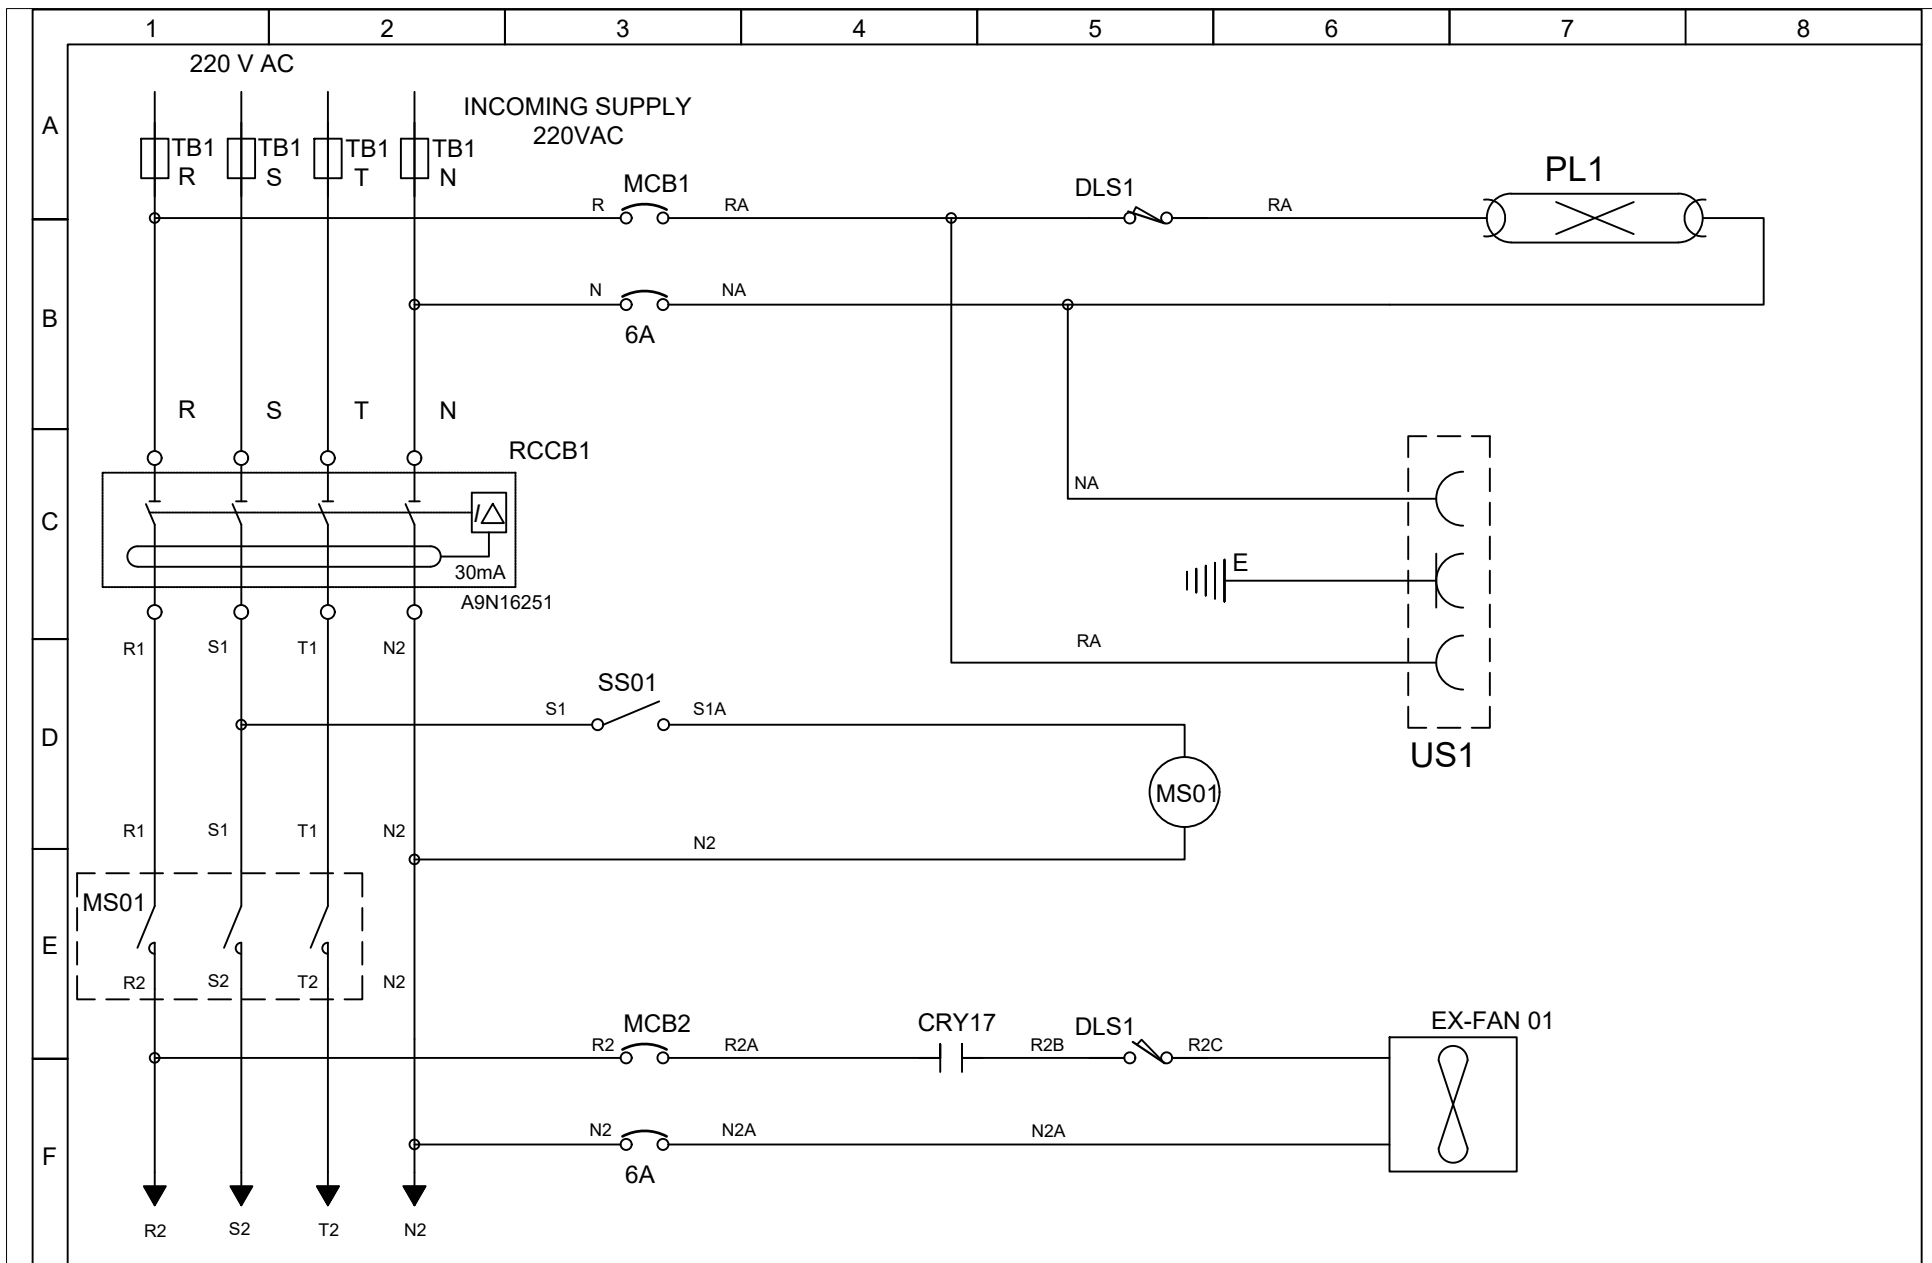 1 2 3 4 5 6 7 8
220 V AC
INCOMING SUPPLY
220VAC
A
TB1 TB1 TB1 TB1
R S T N
MCB1
DLS1
PL1
R RA RA
N NA
B
6A
R S T N
RCCB1
NA
C
I△
E
30mA
A9N16251
R1 S1 T1 N2
RA
SS01
S1 S1A
D
US1
MS01
R1 S1 T1 N2
N2
MS01
E
R2 S2 T2 N2
MCB2 CRY17 DLS1 EX-FAN 01
R2 R2A R2B R2C
N2 N2A N2A
F
6A
R2 S2 T2 N2